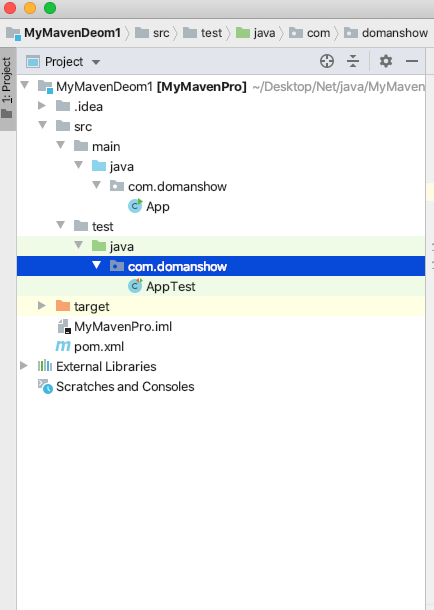 MyMavenDeom1 src test java com domanshow
1: Project
Project
MyMavenDeom1 [MyMavenPro] ~/Desktop/Net/java/MyMaven
.idea
src
main
java
com.domanshow
App
test
java
com.domanshow
AppTest
target
MyMavenPro.iml
pom.xml
External Libraries
Scratches and Consoles